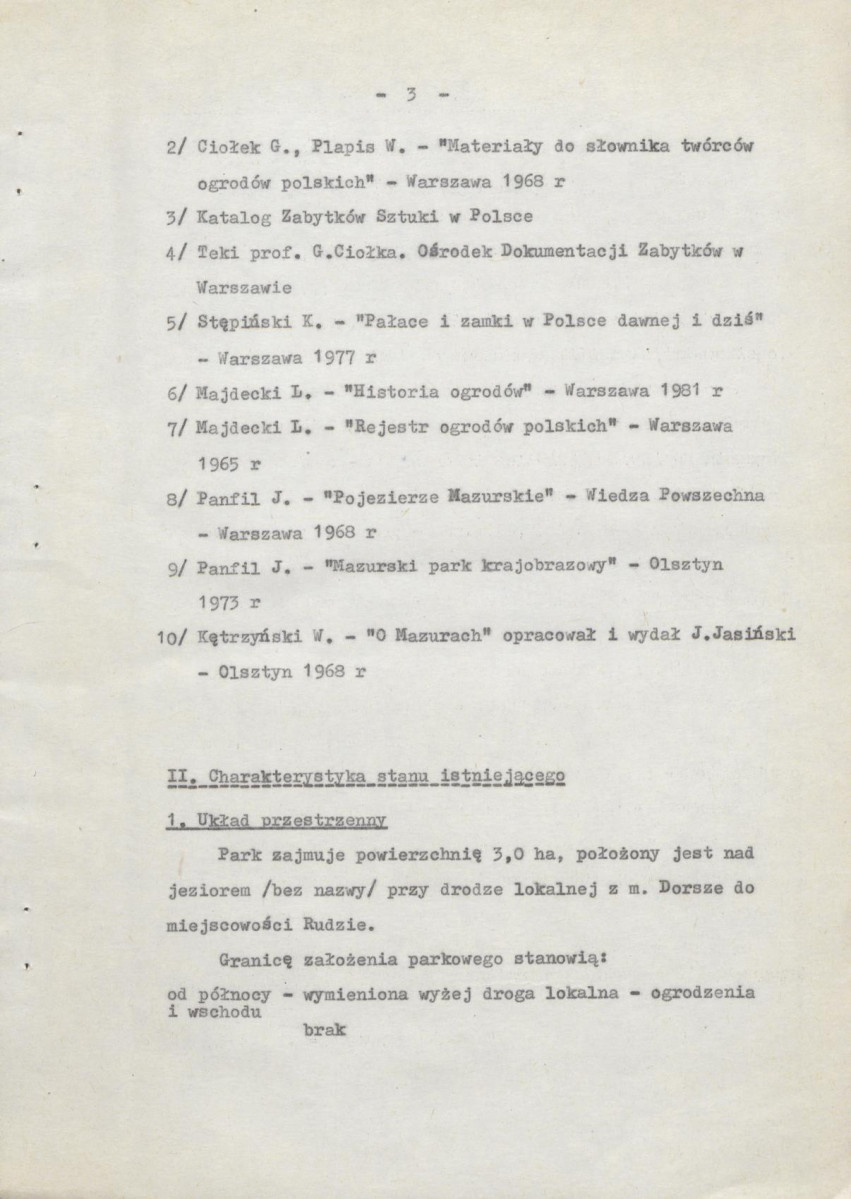 - 3 -
2/ Ciołek G., Plapis W. - "Materiały do słownika twórców
ogrodów polskich" - Warszawa 1968 r
3/ Katalog Zabytków Sztuki w Polsce
4/ Teki prof. G.Ciołka. Ośrodek Dokumentacji Zabytków w
Warszawie
5/ Stępiński K. - "Pałace i zamki w Polsce dawnej i dziś"
- Warszawa 1977 r
6/ Majdecki L. - "Historia ogrodów" - Warszawa 1981 r
7/ Majdecki L. - "Rejestr ogrodów polskich" - Warszawa
1965 r
8/ Panfil J. - "Pojezierze Mazurskie" - Wiedza Powszechna
- Warszawa 1968 r
9/ Panfil J. - "Mazurski park krajobrazowy" - Olsztyn
1973 r
10/ Kętrzyński W. - "O Mazurach" opracował i wydał J.Jasiński
- Olsztyn 1968 r
II. Charakterystyka stanu istniejącego
1. Układ przestrzenny
Park zajmuje powierzchnię 3,0 ha, położony jest nad
jeziorem /bez nazwy/ przy drodze lokalnej z m. Dorsze do
miejscowości Rudzie.
Granicę założenia parkowego stanowią:
od północy - wymieniona wyżej droga lokalna - ogrodzenia
i wschodu
brak